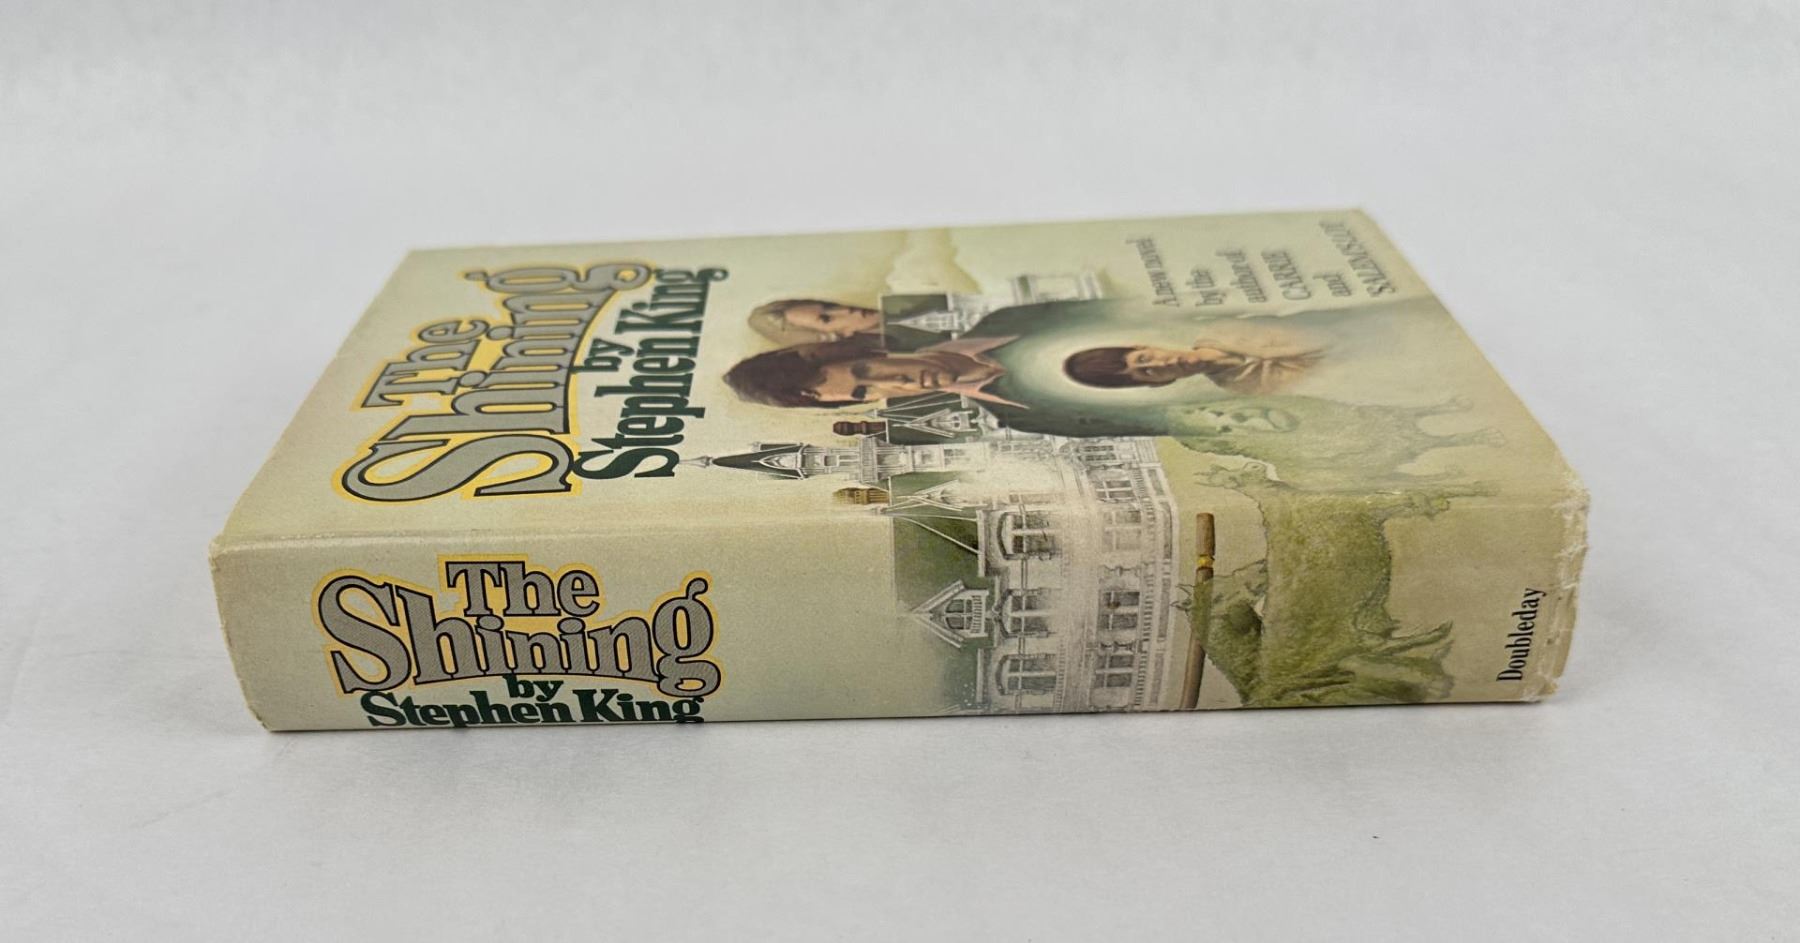 The
Shining
by
Stephen King
A new novel
by the
author of
CARRIE
and
'SALEM'S LOT
The
Shining
by
Stephen King
Doubleday